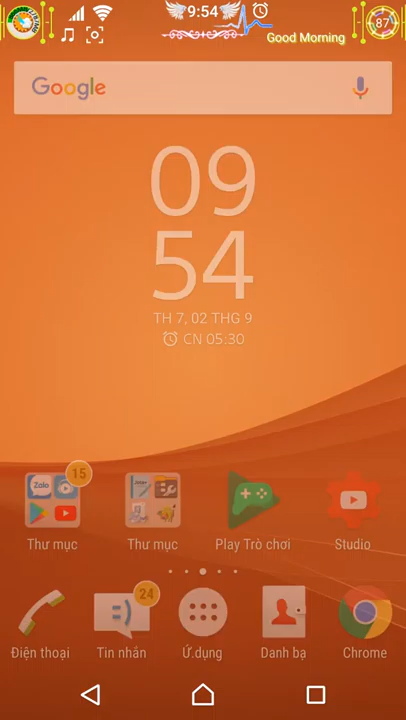 9:54
Good Morning
87
Google
09
54
TH 7, 02 THG 9
CN 05:30
Zalo
15
Thư mục
Thư mục
Play Trò chơi
Studio
24
Điện thoại
Tin nhắn
Ứ.dụng
Danh bạ
Chrome